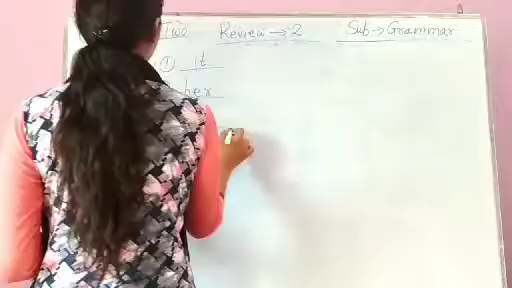 Two Review → 2 Sub → Grammar
① it
her